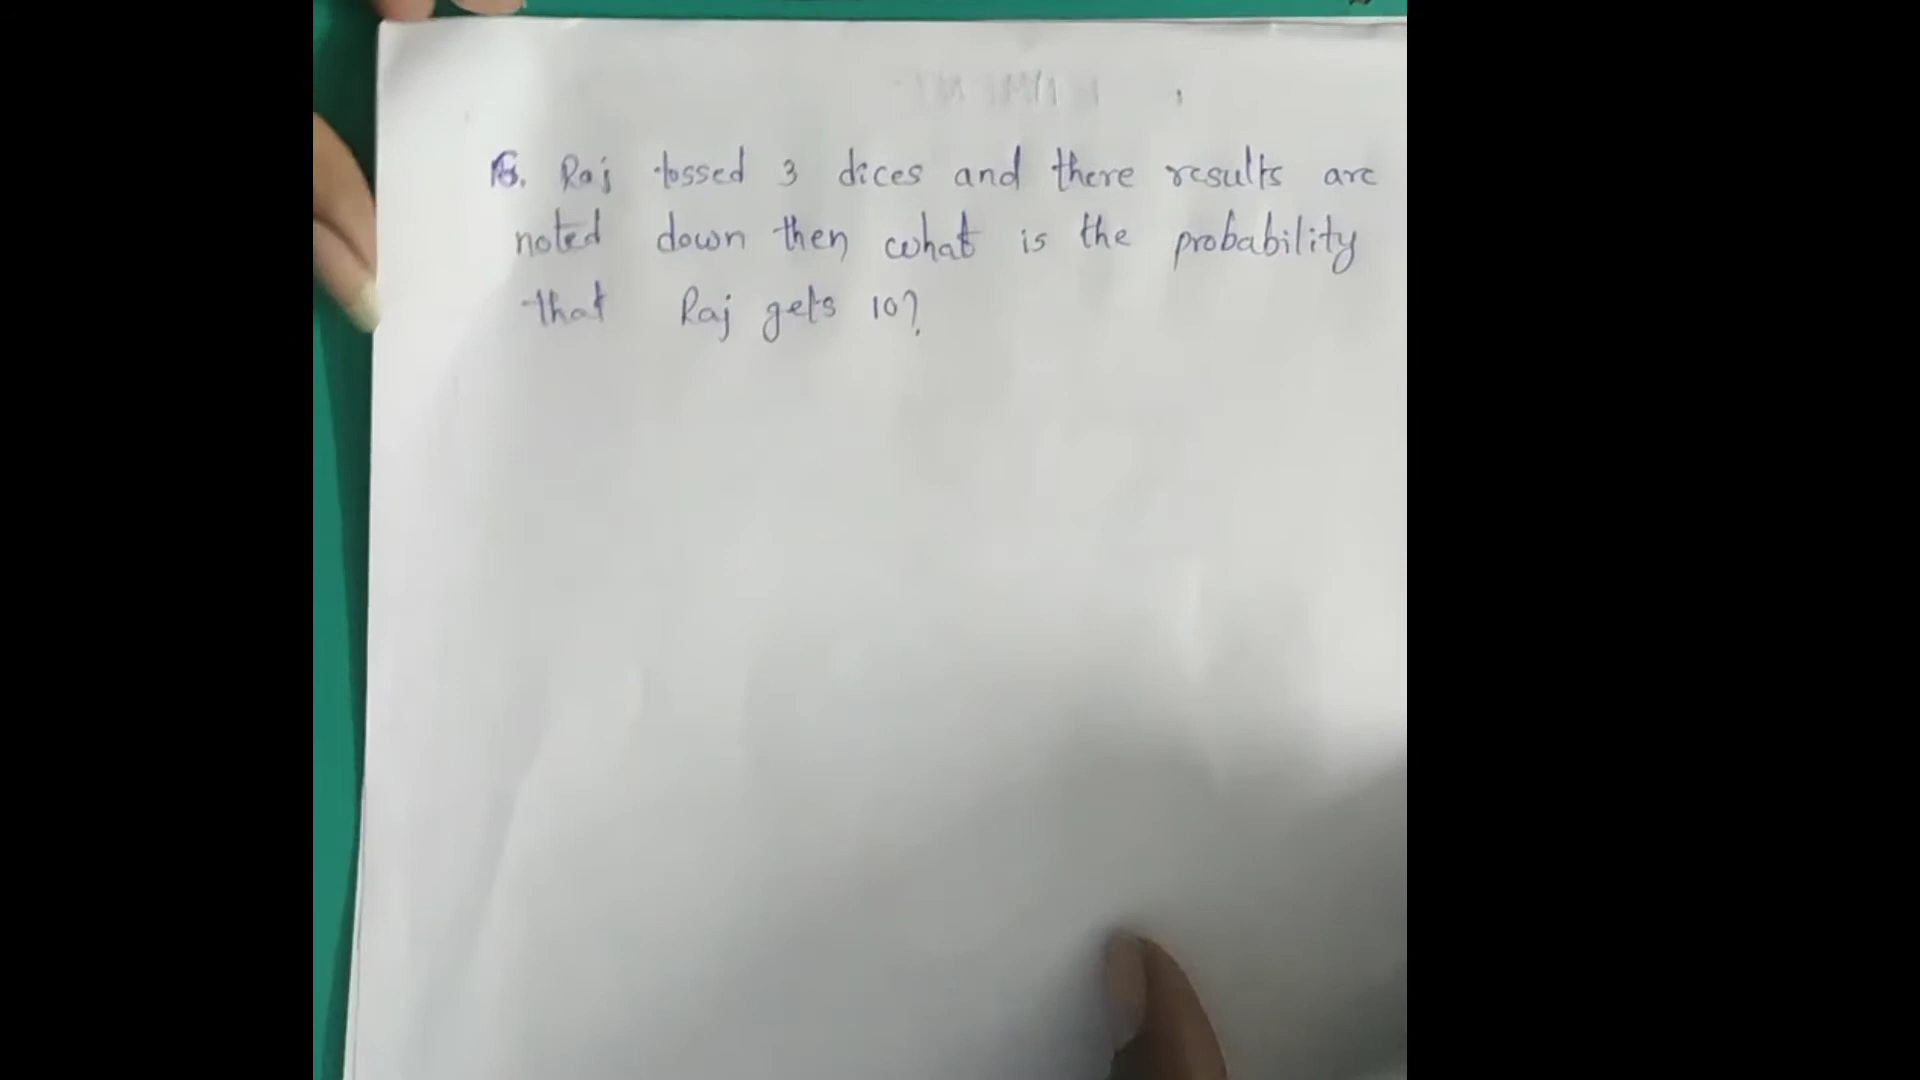 6. Raj tossed 3 dices and there results are
noted down then what is the probability
that Raj gets 10?